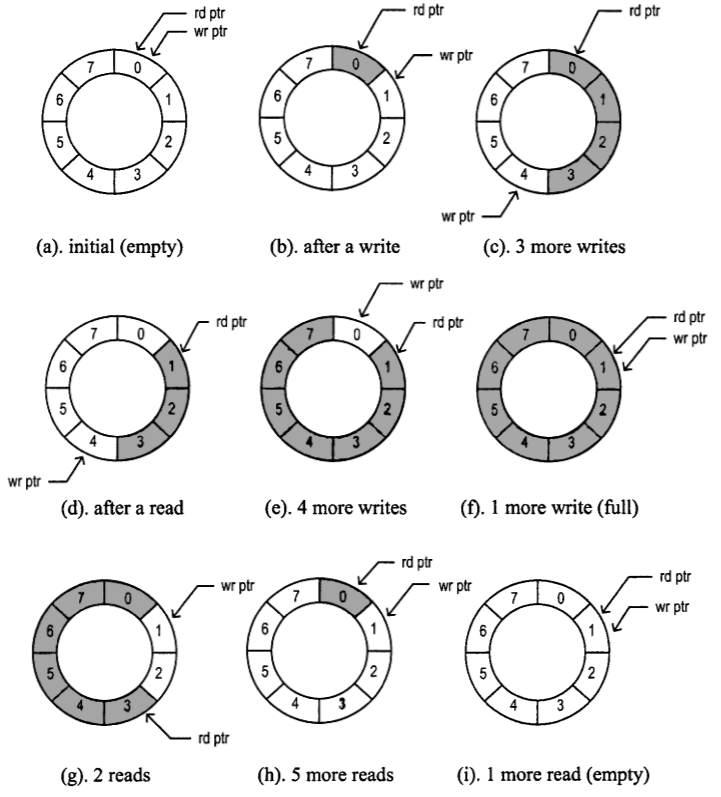 rd ptr
wr ptr
7 0
6 1
5 2
4 3
(a). initial (empty)
rd ptr
wr ptr
7 0
6 1
5 2
4 3
(b). after a write
rd ptr
7 0
6 1
5 2
4 3
wr ptr
(c). 3 more writes
rd ptr
7 0
6 1
5 2
4 3
wr ptr
(d). after a read
wr ptr
rd ptr
7 0
6 1
5 2
4 3
(e). 4 more writes
rd ptr
wr ptr
7 0
6 1
5 2
4 3
(f). 1 more write (full)
wr ptr
7 0
6 1
5 2
4 3
rd ptr
(g). 2 reads
rd ptr
wr ptr
7 0
6 1
5 2
4 3
(h). 5 more reads
rd ptr
wr ptr
7 0
6 1
5 2
4 3
(i). 1 more read (empty)